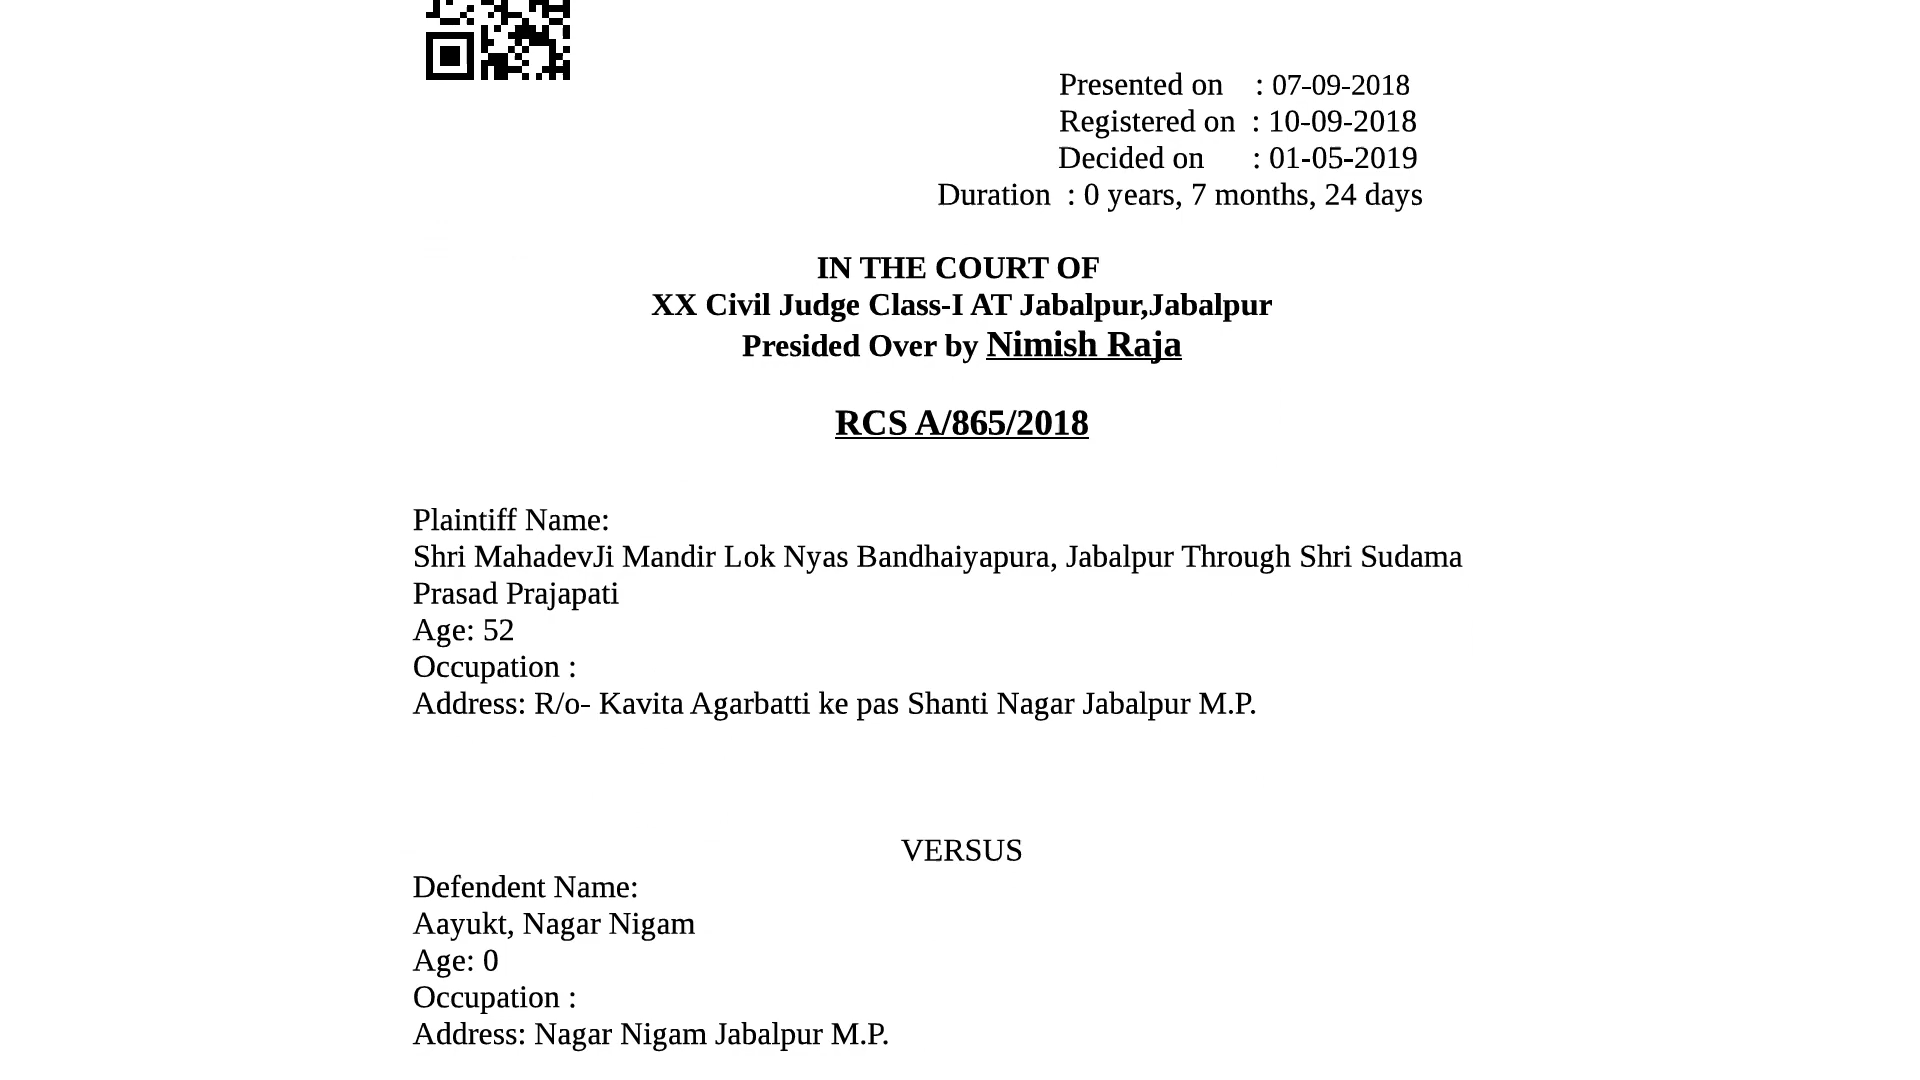 Presented on : 07-09-2018
Registered on : 10-09-2018
Decided on : 01-05-2019
Duration : 0 years, 7 months, 24 days
IN THE COURT OF
XX Civil Judge Class-I AT Jabalpur,Jabalpur
Presided Over by Nimish Raja
RCS A/865/2018
Plaintiff Name:
Shri MahadevJi Mandir Lok Nyas Bandhaiyapura, Jabalpur Through Shri Sudama
Prasad Prajapati
Age: 52
Occupation :
Address: R/o- Kavita Agarbatti ke pas Shanti Nagar Jabalpur M.P.
VERSUS
Defendent Name:
Aayukt, Nagar Nigam
Age: 0
Occupation :
Address: Nagar Nigam Jabalpur M.P.